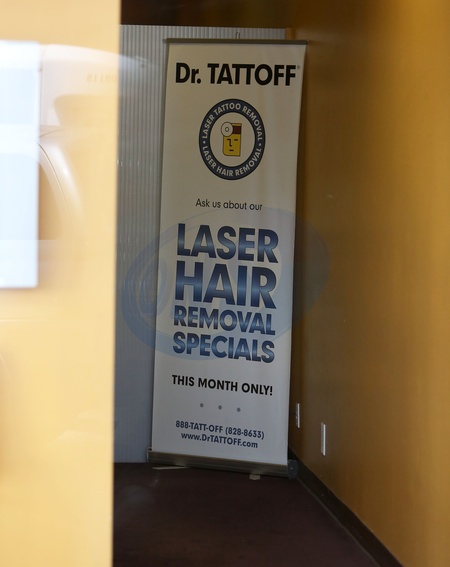 Dr. TATTOFF
LASER TATTOO REMOVAL
LASER HAIR REMOVAL
Ask us about our
LASER
HAIR
REMOVAL
SPECIALS
THIS MONTH ONLY!
888-TATT-OFF (828-8633)
www.DrTATTOFF.com